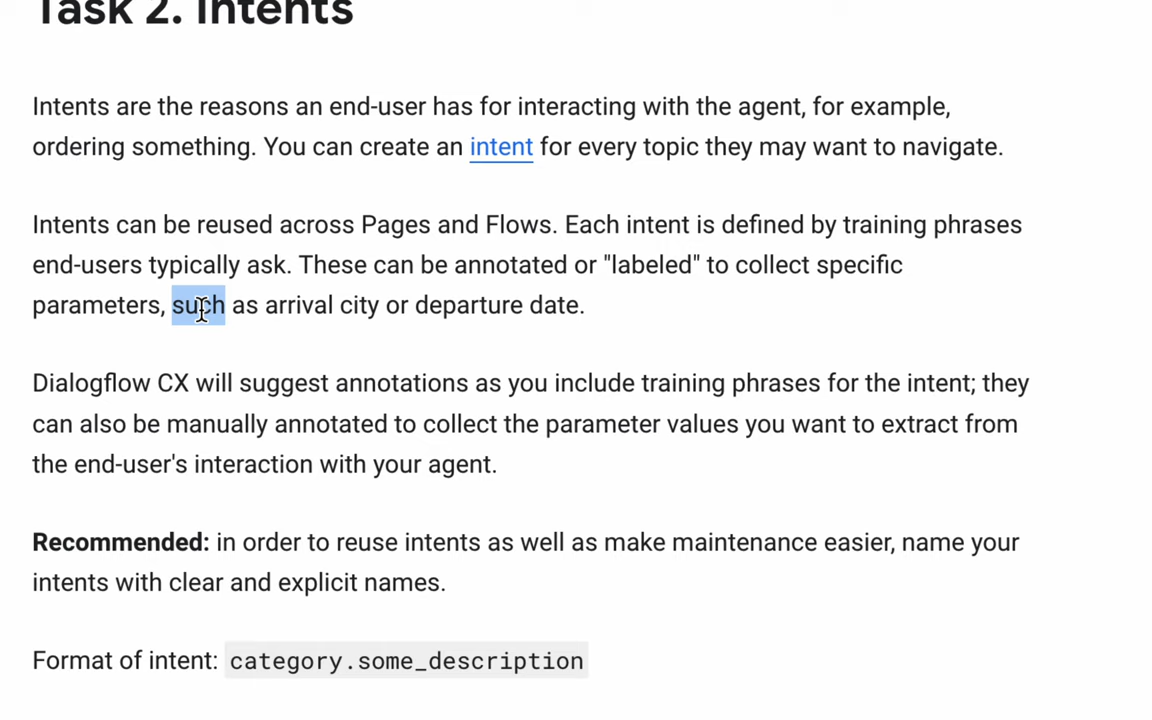 Task 2. Intents
Intents are the reasons an end-user has for interacting with the agent, for example,
ordering something. You can create an intent for every topic they may want to navigate.
Intents can be reused across Pages and Flows. Each intent is defined by training phrases
end-users typically ask. These can be annotated or "labeled" to collect specific
parameters, such as arrival city or departure date.
Dialogflow CX will suggest annotations as you include training phrases for the intent; they
can also be manually annotated to collect the parameter values you want to extract from
the end-user's interaction with your agent.
Recommended: in order to reuse intents as well as make maintenance easier, name your
intents with clear and explicit names.
Format of intent: category.some_description